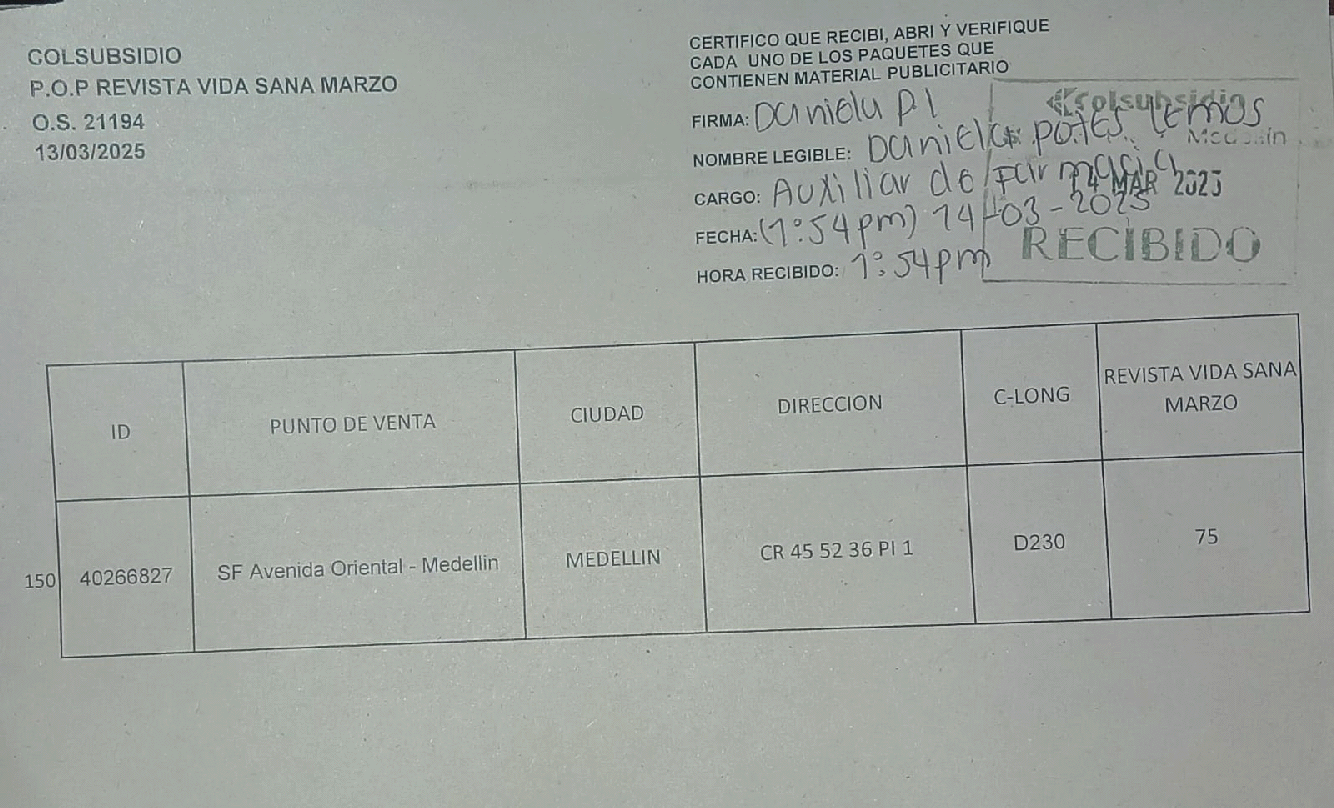 COLSUBSIDIO
P.O.P REVISTA VIDA SANA MARZO
O.S. 21194
13/03/2025
CERTIFICO QUE RECIBI, ABRI Y VERIFIQUE
CADA UNO DE LOS PAQUETES QUE
CONTIENEN MATERIAL PUBLICITARIO
FIRMA: Daniela P l
NOMBRE LEGIBLE: Daniela potes lemos
CARGO: Auxiliar de farmacia
FECHA: (1:54pm) 14-03-2025
HORA RECIBIDO: 1:54pm
Colsubsidio
Medellín
14 MAR 2025
RECIBIDO
ID PUNTO DE VENTA CIUDAD DIRECCION C-LONG REVISTA VIDA SANA
MARZO
150 40266827 SF Avenida Oriental - Medellin MEDELLIN CR 45 52 36 PI 1 D230 75